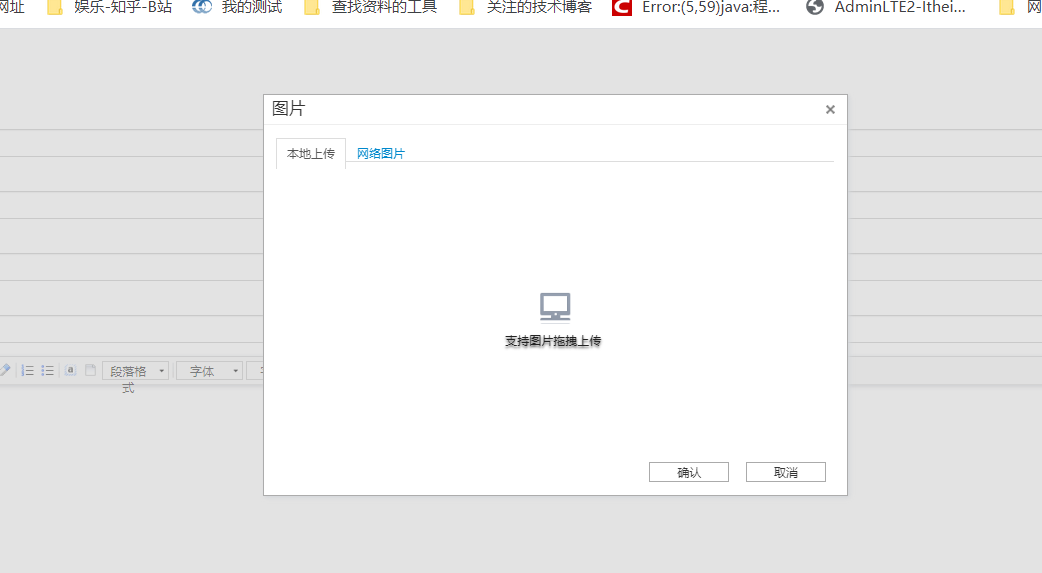 网址 娱乐-知乎-B站 我的测试 查找资料的工具 关注的技术博客 Error:(5,59)java:程... AdminLTE2-Ithei... 网
图片 ×
本地上传 网络图片
支持图片拖拽上传
段落格式 字体
确认 取消